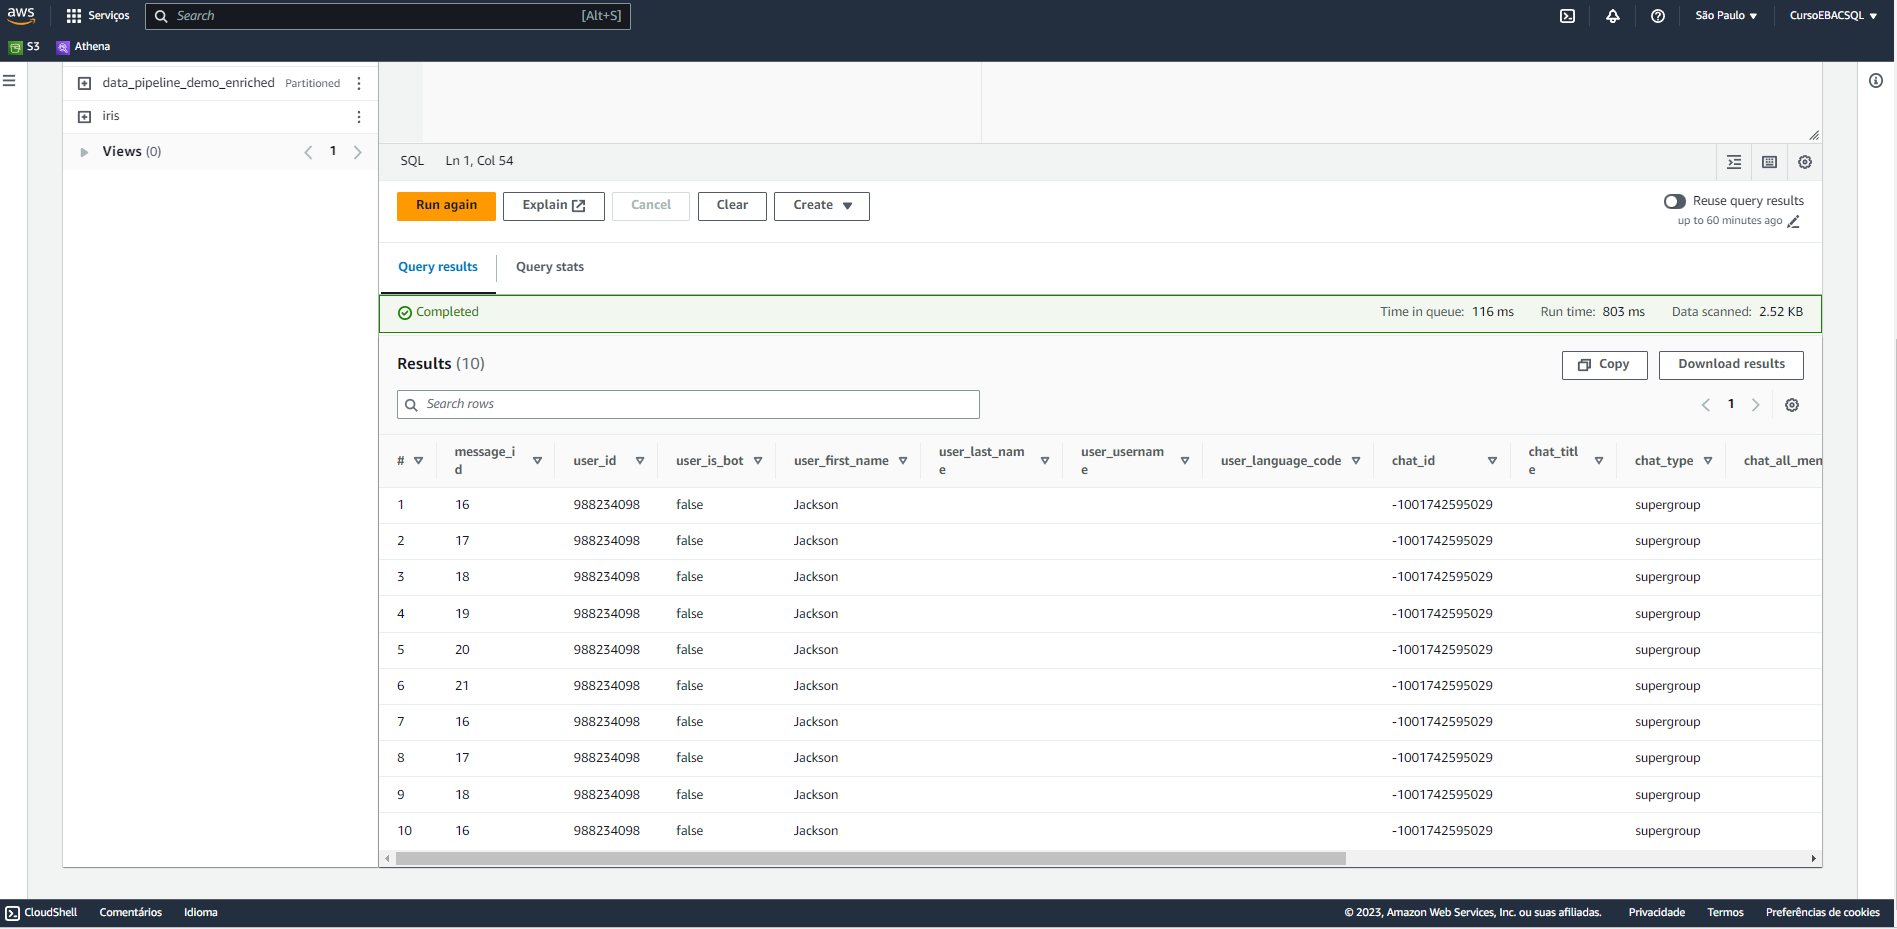 aws Serviços Search [Alt+S] São Paulo CursoEBACSQL
S3 Athena
data_pipeline_demo_enriched Partitioned
iris
Views (0) 1
SQL Ln 1, Col 54
Run again Explain Cancel Clear Create
Reuse query results
up to 60 minutes ago
Query results Query stats
Completed Time in queue: 116 ms Run time: 803 ms Data scanned: 2.52 KB
Results (10) Copy Download results
Search rows 1
# message_id user_id user_is_bot user_first_name user_last_name user_username user_language_code chat_id chat_title chat_type chat_all_men
1 16 988234098 false Jackson -1001742595029 supergroup
2 17 988234098 false Jackson -1001742595029 supergroup
3 18 988234098 false Jackson -1001742595029 supergroup
4 19 988234098 false Jackson -1001742595029 supergroup
5 20 988234098 false Jackson -1001742595029 supergroup
6 21 988234098 false Jackson -1001742595029 supergroup
7 16 988234098 false Jackson -1001742595029 supergroup
8 17 988234098 false Jackson -1001742595029 supergroup
9 18 988234098 false Jackson -1001742595029 supergroup
10 16 988234098 false Jackson -1001742595029 supergroup
CloudShell Comentários Idioma © 2023, Amazon Web Services, Inc. ou suas afiliadas. Privacidade Termos Preferências de cookies